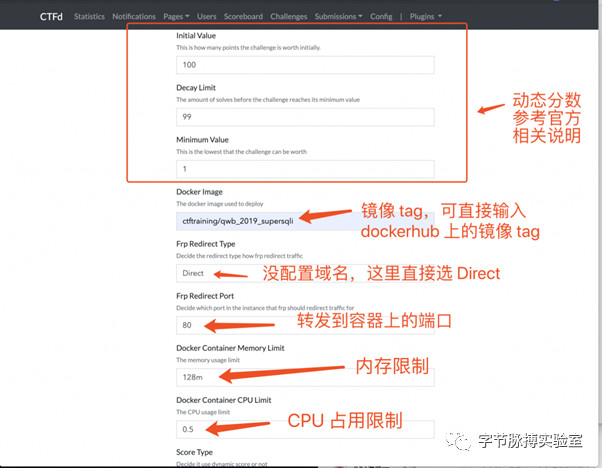 CTFd Statistics Notifications Pages Users Scoreboard Challenges Submissions Config | Plugins
Initial Value
This is how many points the challenge is worth initially.
100
Decay Limit
The amount of solves before the challenge reaches its minimum value
99
Minimum Value
This is the lowest that the challenge can be worth
1
动态分数
参考官方
相关说明
Docker Image
The docker image used to deploy
ctftraining/qwb_2019_supersqli
镜像 tag，可直接输入
dockerhub 上的镜像 tag
Frp Redirect Type
Decide the redirect type how frp redirect traffic
Direct
没配置域名，这里直接选 Direct
Frp Redirect Port
Decide which port in the instance that frp should redirect traffic for
80
转发到容器上的端口
Docker Container Memory Limit
The memory usage limit
128m
内存限制
Docker Container CPU Limit
The CPU usage limit
0.5
CPU 占用限制
字节脉搏实验室
Score Type
Decide it use dynamic score or not